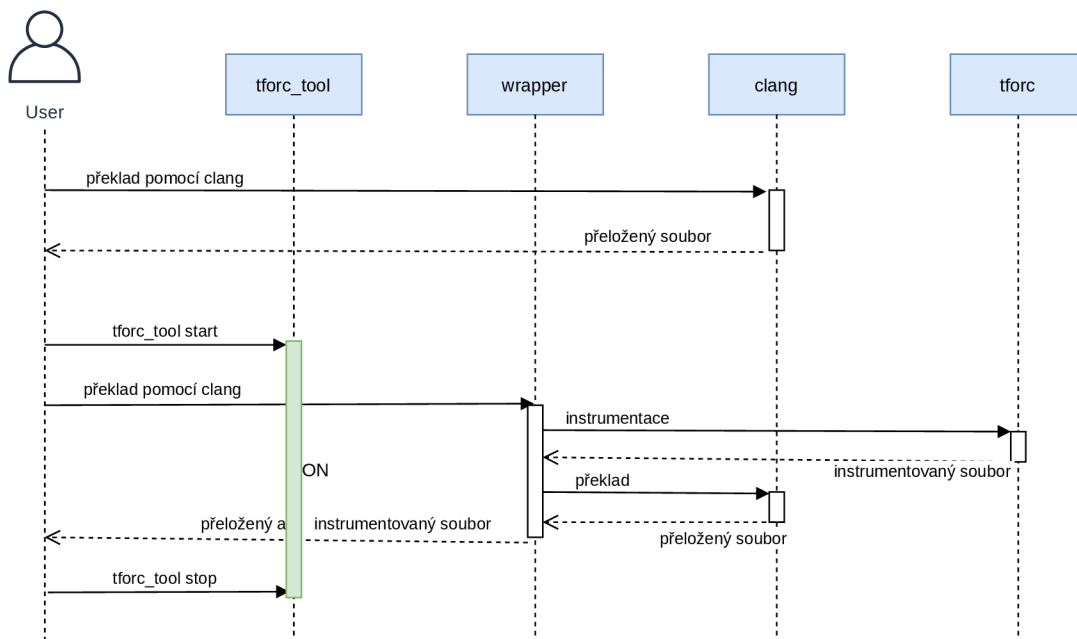 User
tforc_tool
wrapper
clang
tforc
překlad pomocí clang
přeložený soubor
tforc_tool start
překlad pomocí clang
instrumentace
instrumentovaný soubor
ON
překlad
přeložený a instrumentovaný soubor
přeložený soubor
tforc_tool stop